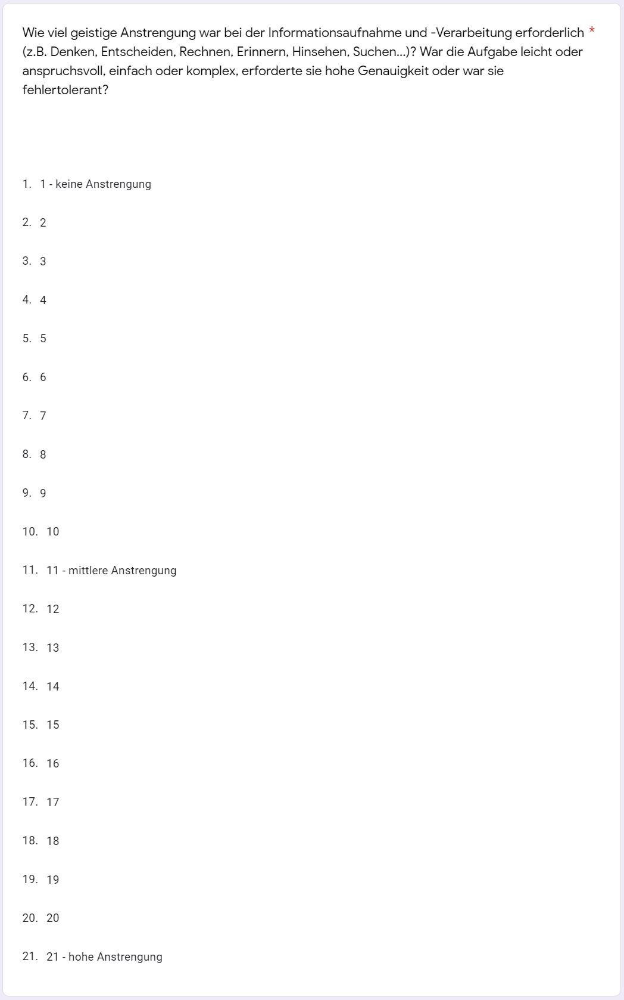 Wie viel geistige Anstrengung war bei der Informationsaufnahme und -Verarbeitung erforderlich *
(z.B. Denken, Entscheiden, Rechnen, Erinnern, Hinsehen, Suchen...)? War die Aufgabe leicht oder
anspruchsvoll, einfach oder komplex, erforderte sie hohe Genauigkeit oder war sie
fehlertolerant?
1. 1 - keine Anstrengung
2. 2
3. 3
4. 4
5. 5
6. 6
7. 7
8. 8
9. 9
10. 10
11. 11 - mittlere Anstrengung
12. 12
13. 13
14. 14
15. 15
16. 16
17. 17
18. 18
19. 19
20. 20
21. 21 - hohe Anstrengung